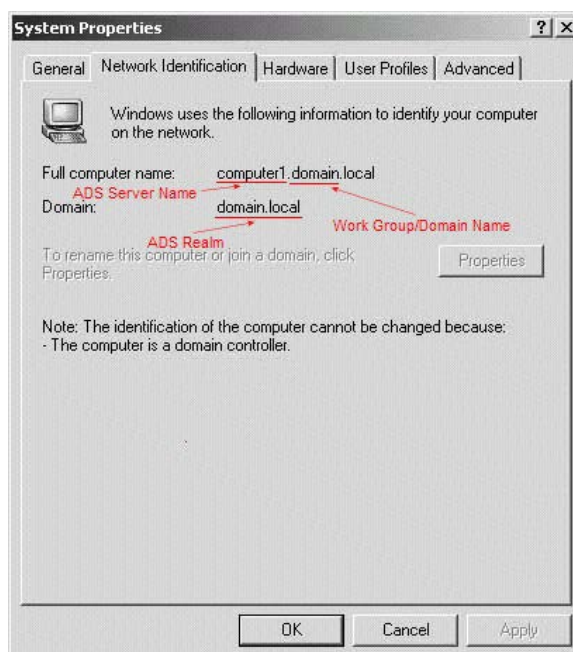 System Properties
? X
General Network Identification Hardware User Profiles Advanced
Windows uses the following information to identify your computer
on the network.
Full computer name: computer1.domain.local
ADS Server Name
Domain: domain.local
Work Group/Domain Name
ADS Realm
To rename this computer or join a domain, click
Properties.
Properties
Note: The identification of the computer cannot be changed because:
- The computer is a domain controller.
OK Cancel Apply